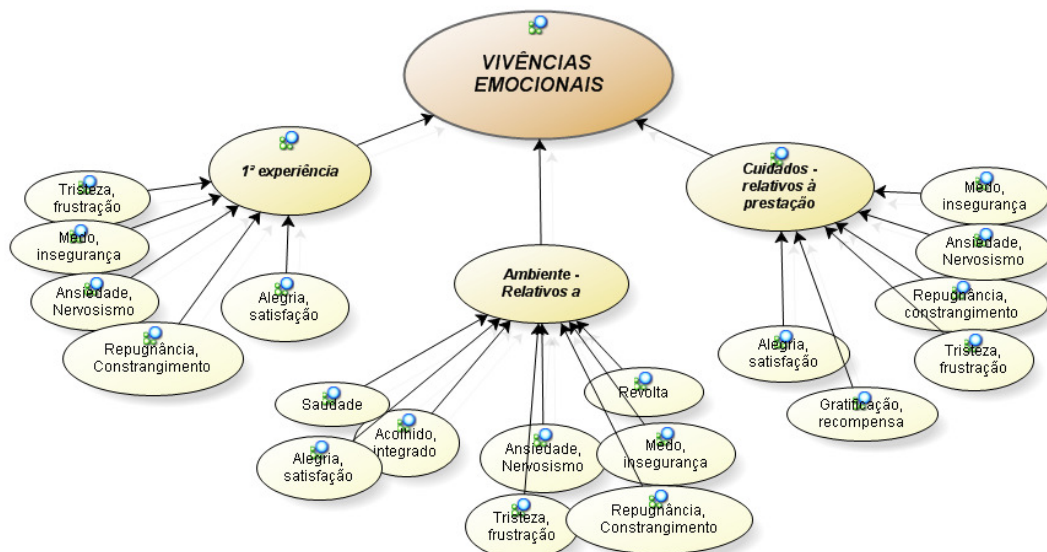 VIVÊNCIAS
EMOCIONAIS
1ª experiência
Tristeza,
frustração
Medo,
insegurança
Ansiedade,
Nervosismo
Repugnância,
Constrangimento
Alegria,
satisfação
Ambiente -
Relativos a
Saudade
Alegria,
satisfação
Acolhido,
integrado
Ansiedade,
Nervosismo
Tristeza,
frustração
Revolta
Medo,
insegurança
Repugnância,
Constrangimento
Cuidados -
relativos à
prestação
Medo,
insegurança
Ansiedade,
Nervosismo
Repugnância,
constrangimento
Tristeza,
frustração
Alegria,
satisfação
Gratificação,
recompensa